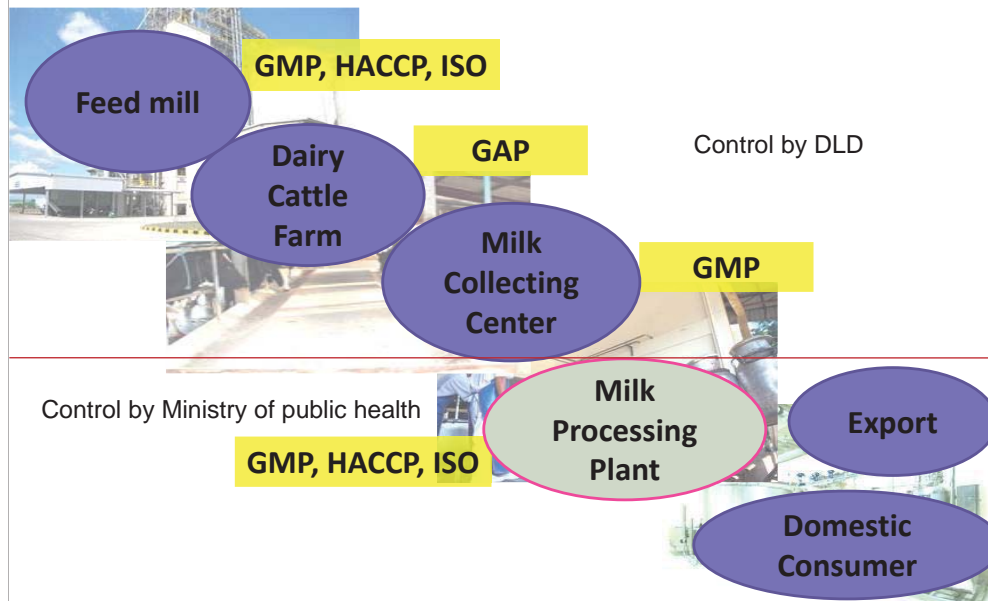 GMP, HACCP, ISO
Feed mill
Dairy
Cattle
Farm
GAP
Control by DLD
Milk
Collecting
Center
GMP
Control by Ministry of public health
GMP, HACCP, ISO
Milk
Processing
Plant
Export
Domestic
Consumer